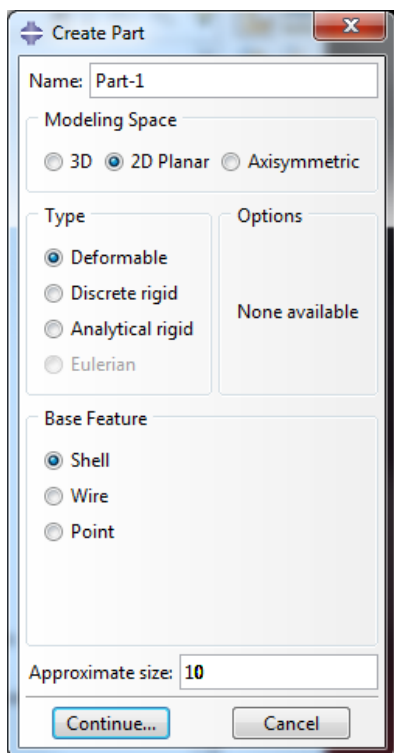 Create Part
Name: Part-1
Modeling Space
3D 2D Planar Axisymmetric
Type
Deformable
Discrete rigid
Analytical rigid
Eulerian
Options
None available
Base Feature
Shell
Wire
Point
Approximate size: 10
Continue... Cancel